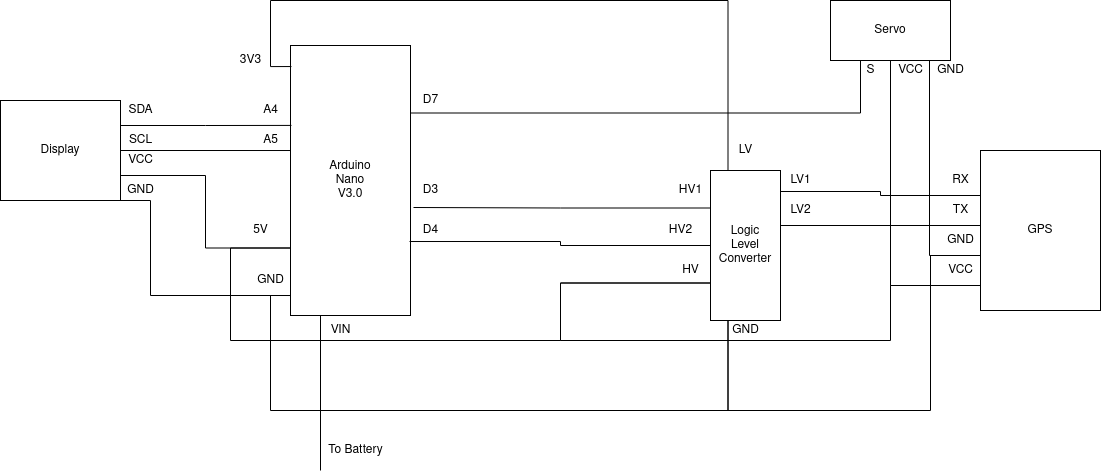 Servo
S
VCC
GND
3V3
D7
SDA
A4
SCL
A5
Display
VCC
GND
Arduino
Nano
V3.0
LV
D3
HV1
LV1
RX
D4
HV2
LV2
TX
Logic
Level
Converter
GPS
GND
5V
HV
VCC
GND
VIN
GND
To Battery